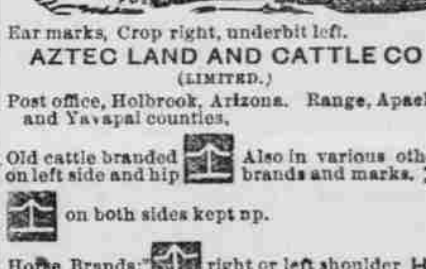 Ear marks, Crop right, underbit left.
AZTEC LAND AND CATTLE CO
(LIMITED.)
Post office, Holbrook, Arizona. Range, Apac
and Yavapai counties,
Old cattle branded Also in various oth
on left side and hip brands and marks.
on both sides kept up.
Horse Brands: right or left shoulder